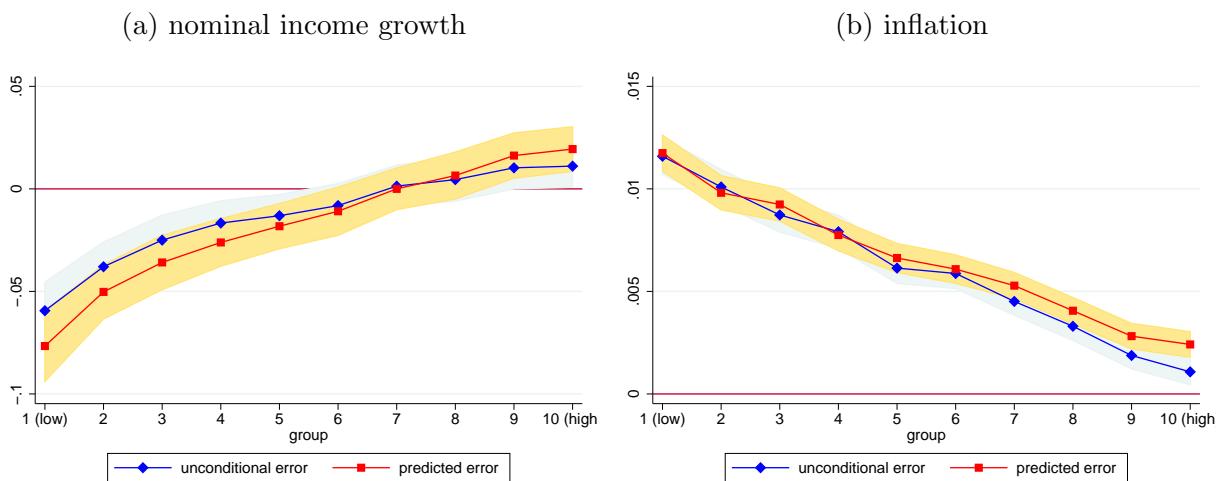 (a) nominal income growth
.05
0
-.05
-.1
1 (low) 2 3 4 5 6 7 8 9 10 (high
group
unconditional error predicted error
(b) inflation
.015
.01
.005
0
1 (low) 2 3 4 5 6 7 8 9 10 (high
group
unconditional error predicted error